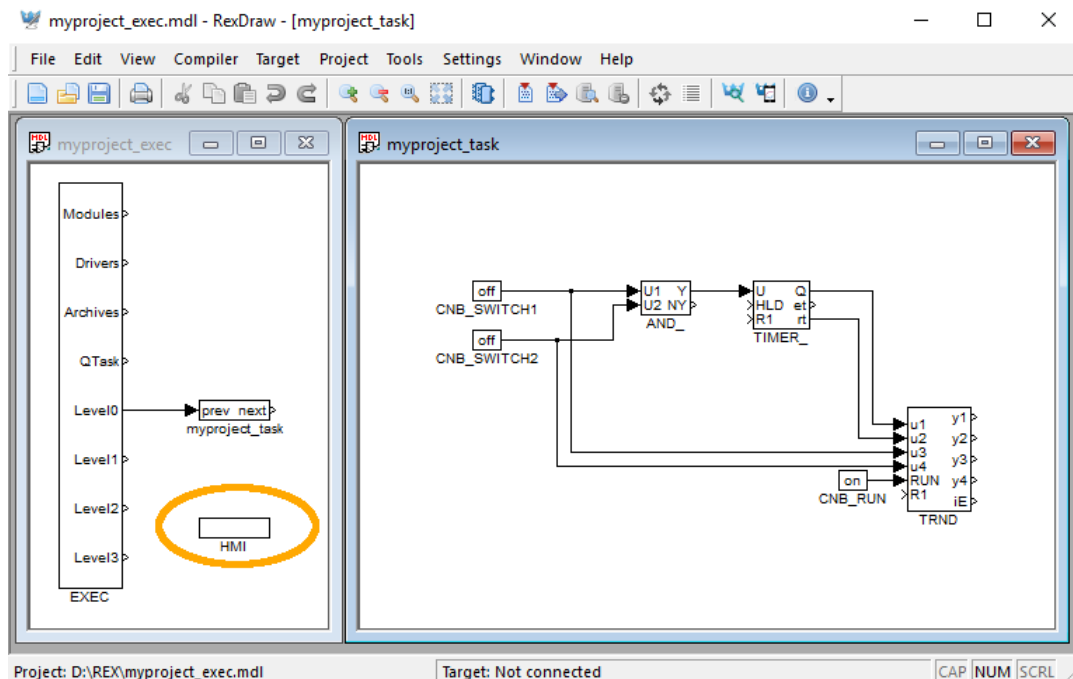 myproject_exec.mdl - RexDraw - [myproject_task]
File Edit View Compiler Target Project Tools Settings Window Help
myproject_exec
Modules
Drivers
Archives
QTask
Level0
prev next
myproject_task
Level1
Level2
HMI
Level3
EXEC
myproject_task
off
CNB_SWITCH1
off
CNB_SWITCH2
U1 Y
U2 NY
AND_
U Q
HLD et
R1 rt
TIMER_
u1 y1
u2 y2
u3 y3
u4
RUN y4
R1 iE
TRND
on
CNB_RUN
Project: D:\REX\myproject_exec.mdl
Target: Not connected
CAP NUM SCRL